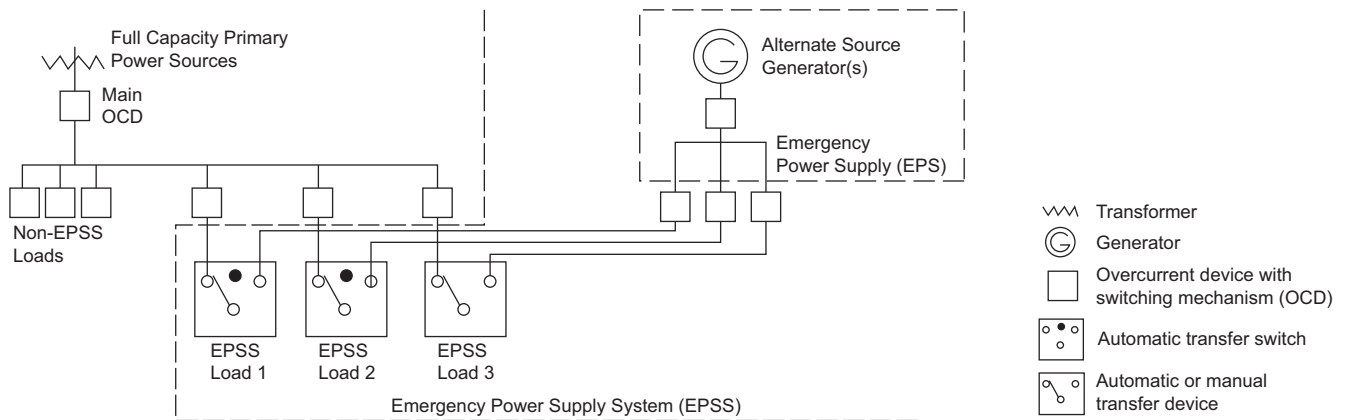 Full Capacity Primary
Power Sources
Main
OCD
Non-EPSS
Loads
G
Alternate Source
Generator(s)
Emergency
Power Supply (EPS)
EPSS
Load 1
EPSS
Load 2
EPSS
Load 3
Emergency Power Supply System (EPSS)
Transformer
G
Generator
Overcurrent device with
switching mechanism (OCD)
Automatic transfer switch
Automatic or manual
transfer device